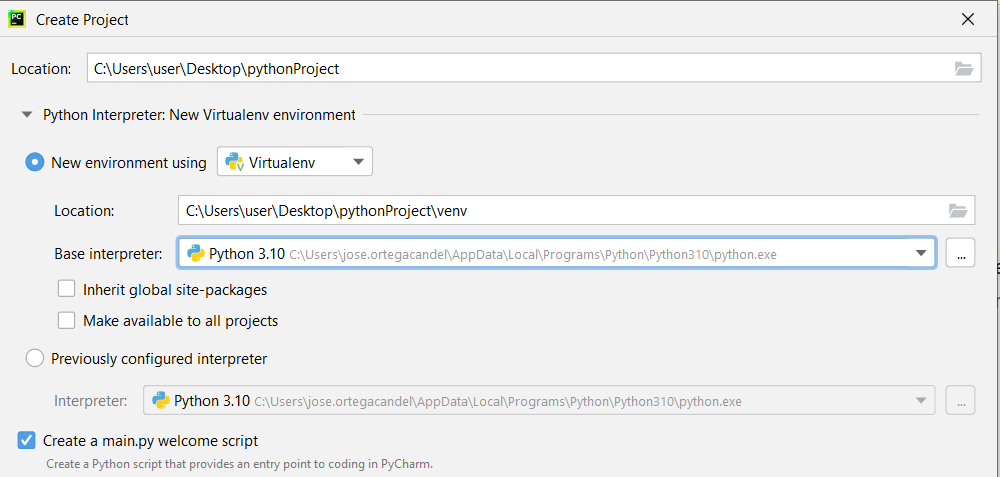 PC
Create Project
Location: C:\Users\user\Desktop\pythonProject
Python Interpreter: New Virtualenv environment
New environment using Virtualenv
Location: C:\Users\user\Desktop\pythonProject\venv
Base interpreter: Python 3.10 C:\Users\jose.ortegacandel\AppData\Local\Programs\Python\Python310\python.exe ...
Inherit global site-packages
Make available to all projects
Previously configured interpreter
Interpreter: Python 3.10 C:\Users\jose.ortegacandel\AppData\Local\Programs\Python\Python310\python.exe ...
Create a main.py welcome script
Create a Python script that provides an entry point to coding in PyCharm.